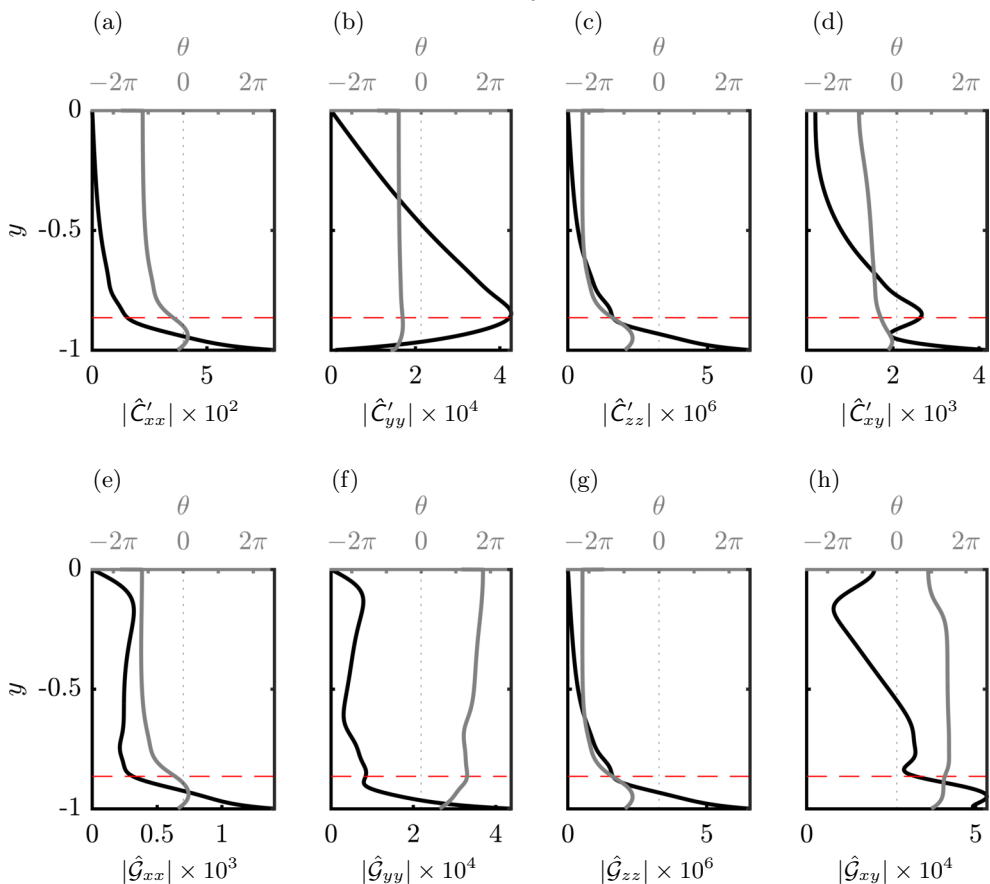 (a) (b) (c) (d)
θ θ θ θ
−2π 0 2π −2π 0 2π −2π 0 2π −2π 0 2π
0
-0.5
y
-1
0 5 0 2 4 0 5 0 2 4
|Ĉ′xx| × 10² |Ĉ′yy| × 10⁴ |Ĉ′zz| × 10⁶ |Ĉ′xy| × 10³
(e) (f) (g) (h)
θ θ θ θ
−2π 0 2π −2π 0 2π −2π 0 2π −2π 0 2π
0
-0.5
y
-1
0 0.5 1 0 2 4 0 5 0 5
|𝒢̂xx| × 10³ |𝒢̂yy| × 10⁴ |𝒢̂zz| × 10⁶ |𝒢̂xy| × 10⁴